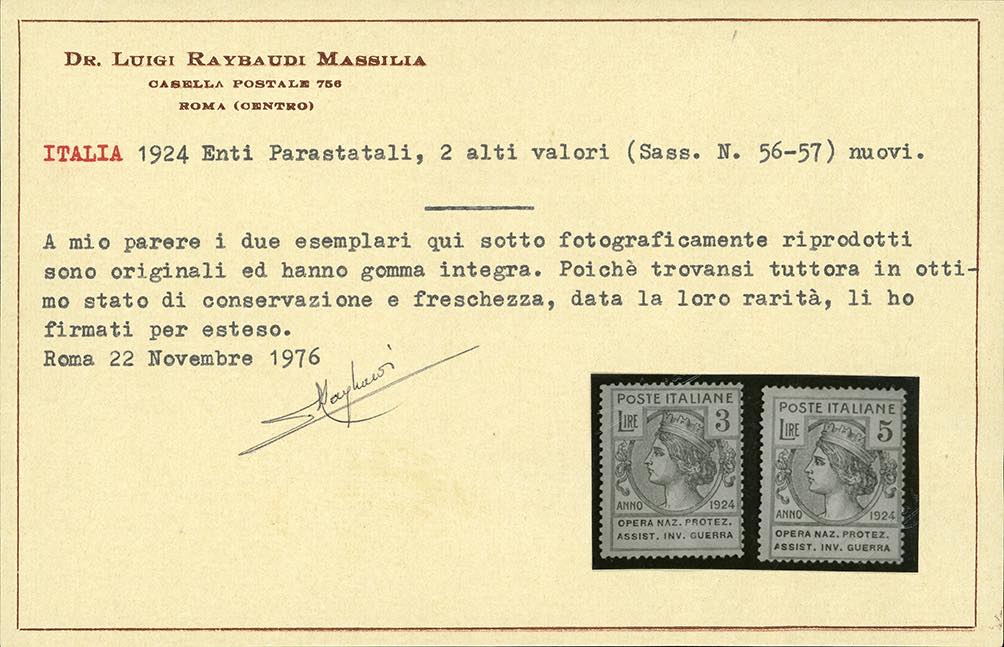 DR. LUIGI RAYBAUDI MASSILIA
CASELLA POSTALE 756
ROMA (CENTRO)
ITALIA 1924 Enti Parastatali, 2 alti valori (Sass. N. 56-57) nuovi.
A mio parere i due esemplari qui sotto fotograficamente riprodotti
sono originali ed hanno gomma integra. Poichè trovansi tuttora in otti-
mo stato di conservazione e freschezza, data la loro rarità, li ho
firmati per esteso.
Roma 22 Novembre 1976
POSTE ITALIANE
LIRE 3
ANNO 1924
OPERA NAZ. PROTEZ.
ASSIST. INV. GUERRA
POSTE ITALIANE
LIRE 5
ANNO 1924
OPERA NAZ. PROTEZ.
ASSIST. INV. GUERRA